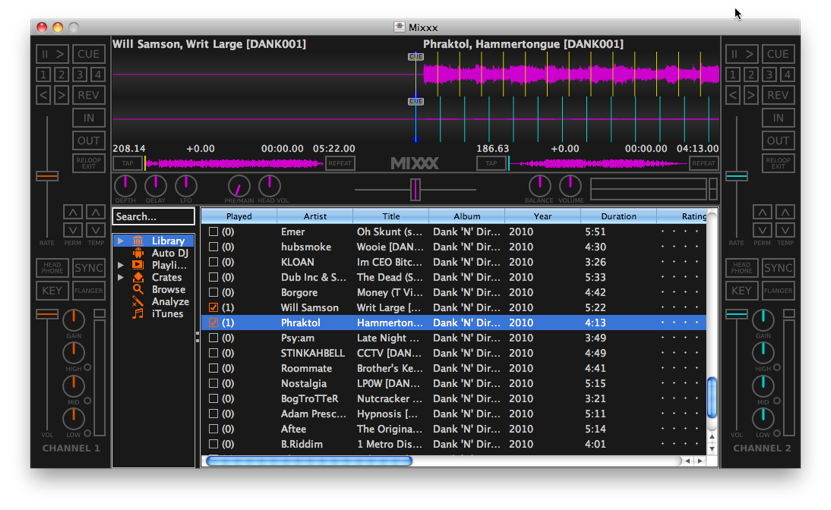 Mixxx
Will Samson, Writ Large [DANK001]
Phraktol, Hammertongue [DANK001]
CUE
CUE
208.14 +0.00 00:00.00 05:22.00
186.63 +0.00 00:00.00 04:13.00
TAP REPEAT MIXXX TAP REPEAT
DEPTH DELAY LFO PRE/MAIN HEAD VOL BALANCE VOLUME
II > CUE
1 2 3 4
< > REV
IN
OUT
RELOOP
EXIT
RATE PERM TEMP
HEAD
PHONE
SYNC
KEY FLANGER
GAIN
HIGH
MID
VOL LOW
CHANNEL 1
Search...
Library
Auto DJ
Playli...
Crates
Browse
Analyze
iTunes
Played Artist Title Album Year Duration Rating
(0) Emer Oh Skunt (s... Dank 'N' Dir... 2010 5:51
(0) hubsmoke Wooie [DAN... Dank 'N' Dir... 2010 4:30
(0) KLOAN Im CEO Bitc... Dank 'N' Dir... 2010 3:26
(0) Dub Inc & S... The Dead (S... Dank 'N' Dir... 2010 5:33
(0) Borgore Money (T Vi... Dank 'N' Dir... 2010 4:42
(1) Will Samson Writ Large [... Dank 'N' Dir... 2010 5:22
(1) Phraktol Hammerton... Dank 'N' Dir... 2010 4:13
(0) Psy:am Late Night ... Dank 'N' Dir... 2010 3:49
(0) STINKAHBELL CCTV [DAN... Dank 'N' Dir... 2010 4:49
(0) Roommate Brother's Ke... Dank 'N' Dir... 2010 4:41
(0) Nostalgia LP0W [DAN... Dank 'N' Dir... 2010 5:15
(0) BogTroTTeR Nutcracker ... Dank 'N' Dir... 2010 3:21
(0) Adam Presc... Hypnosis [... Dank 'N' Dir... 2010 5:11
(0) Aftee The Origina... Dank 'N' Dir... 2010 5:14
(0) B.Riddim 1 Metro Dis... Dank 'N' Dir... 2010 4:01
II > CUE
1 2 3 4
< > REV
IN
OUT
RELOOP
EXIT
RATE PERM TEMP
HEAD
PHONE
SYNC
KEY FLANGER
GAIN
HIGH
MID
VOL LOW
CHANNEL 2